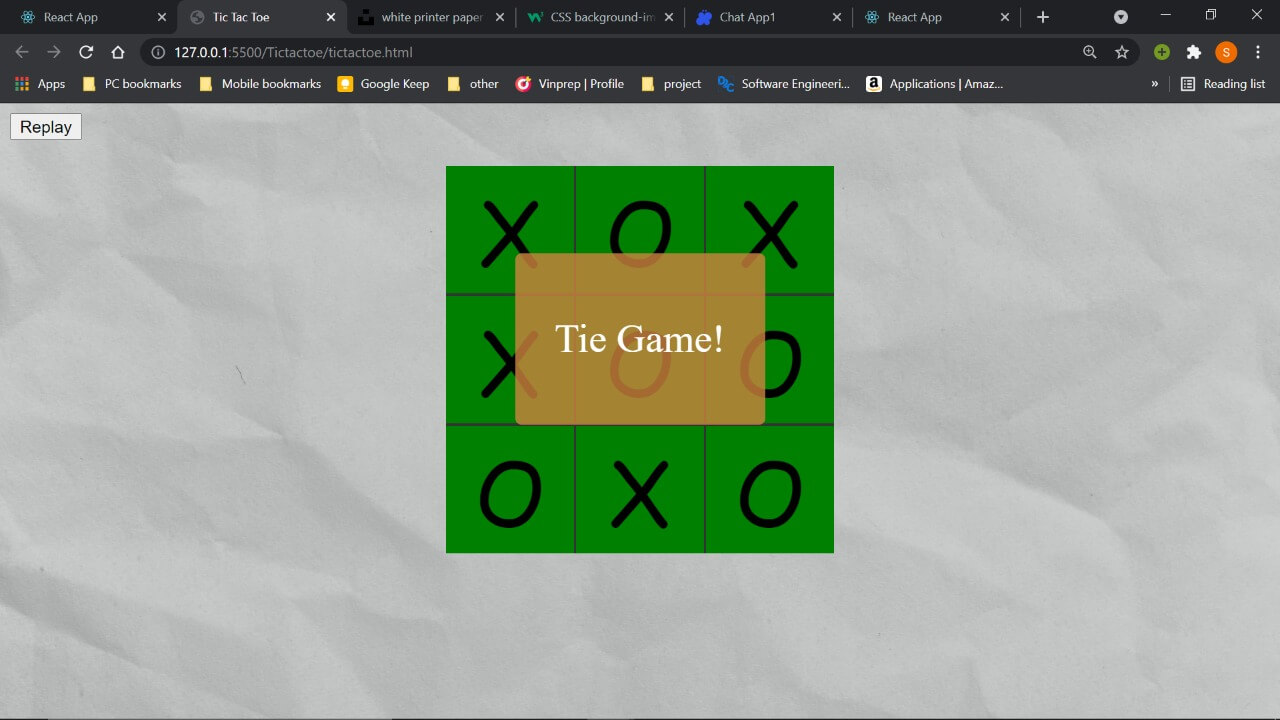 React App
Tic Tac Toe
white printer paper
CSS background-im
Chat App1
React App
S
127.0.0.1:5500/Tictactoe/tictactoe.html
Apps
PC bookmarks
Mobile bookmarks
Google Keep
other
Vinprep | Profile
project
Software Engineeri...
Applications | Amaz...
»
Reading list
Replay
X O X
X O O
Tie Game!
O X O